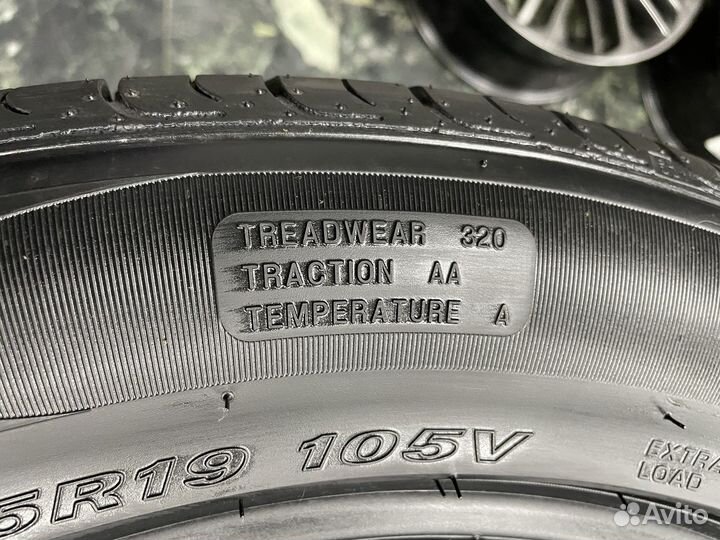 TREADWEAR 320
TRACTION AA
TEMPERATURE A
5R19 105V
EXTRA
LOAD
Avito